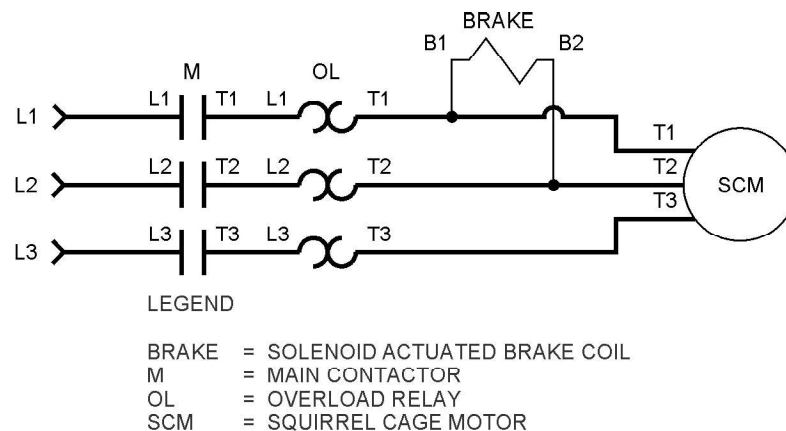 BRAKE
B1 B2
M OL
L1 L1 T1 L1 T1 T1
L2 L2 T2 L2 T2 T2 SCM
T3
L3 L3 T3 L3 T3
LEGEND
BRAKE = SOLENOID ACTUATED BRAKE COIL
M = MAIN CONTACTOR
OL = OVERLOAD RELAY
SCM = SQUIRREL CAGE MOTOR